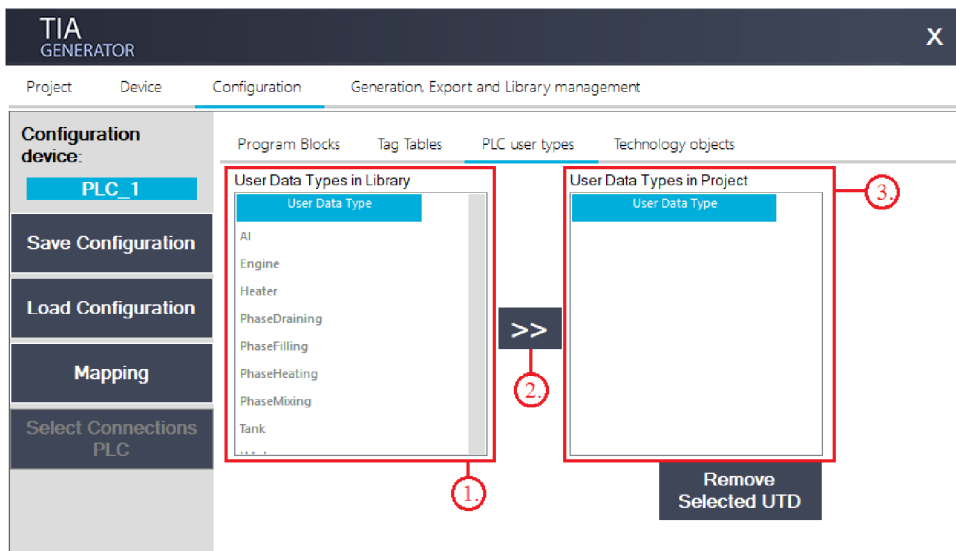 TIA
GENERATOR
X
Project Device Configuration Generation, Export and Library management
Configuration
device:
PLC_1
Save Configuration
Load Configuration
Mapping
Select Connections
PLC
Program Blocks Tag Tables PLC user types Technology objects
User Data Types in Library
User Data Type
AI
Engine
Heater
PhaseDraining
PhaseFilling
PhaseHeating
PhaseMixing
Tank
1.
>>
2.
User Data Types in Project
User Data Type
3.
Remove
Selected UTD